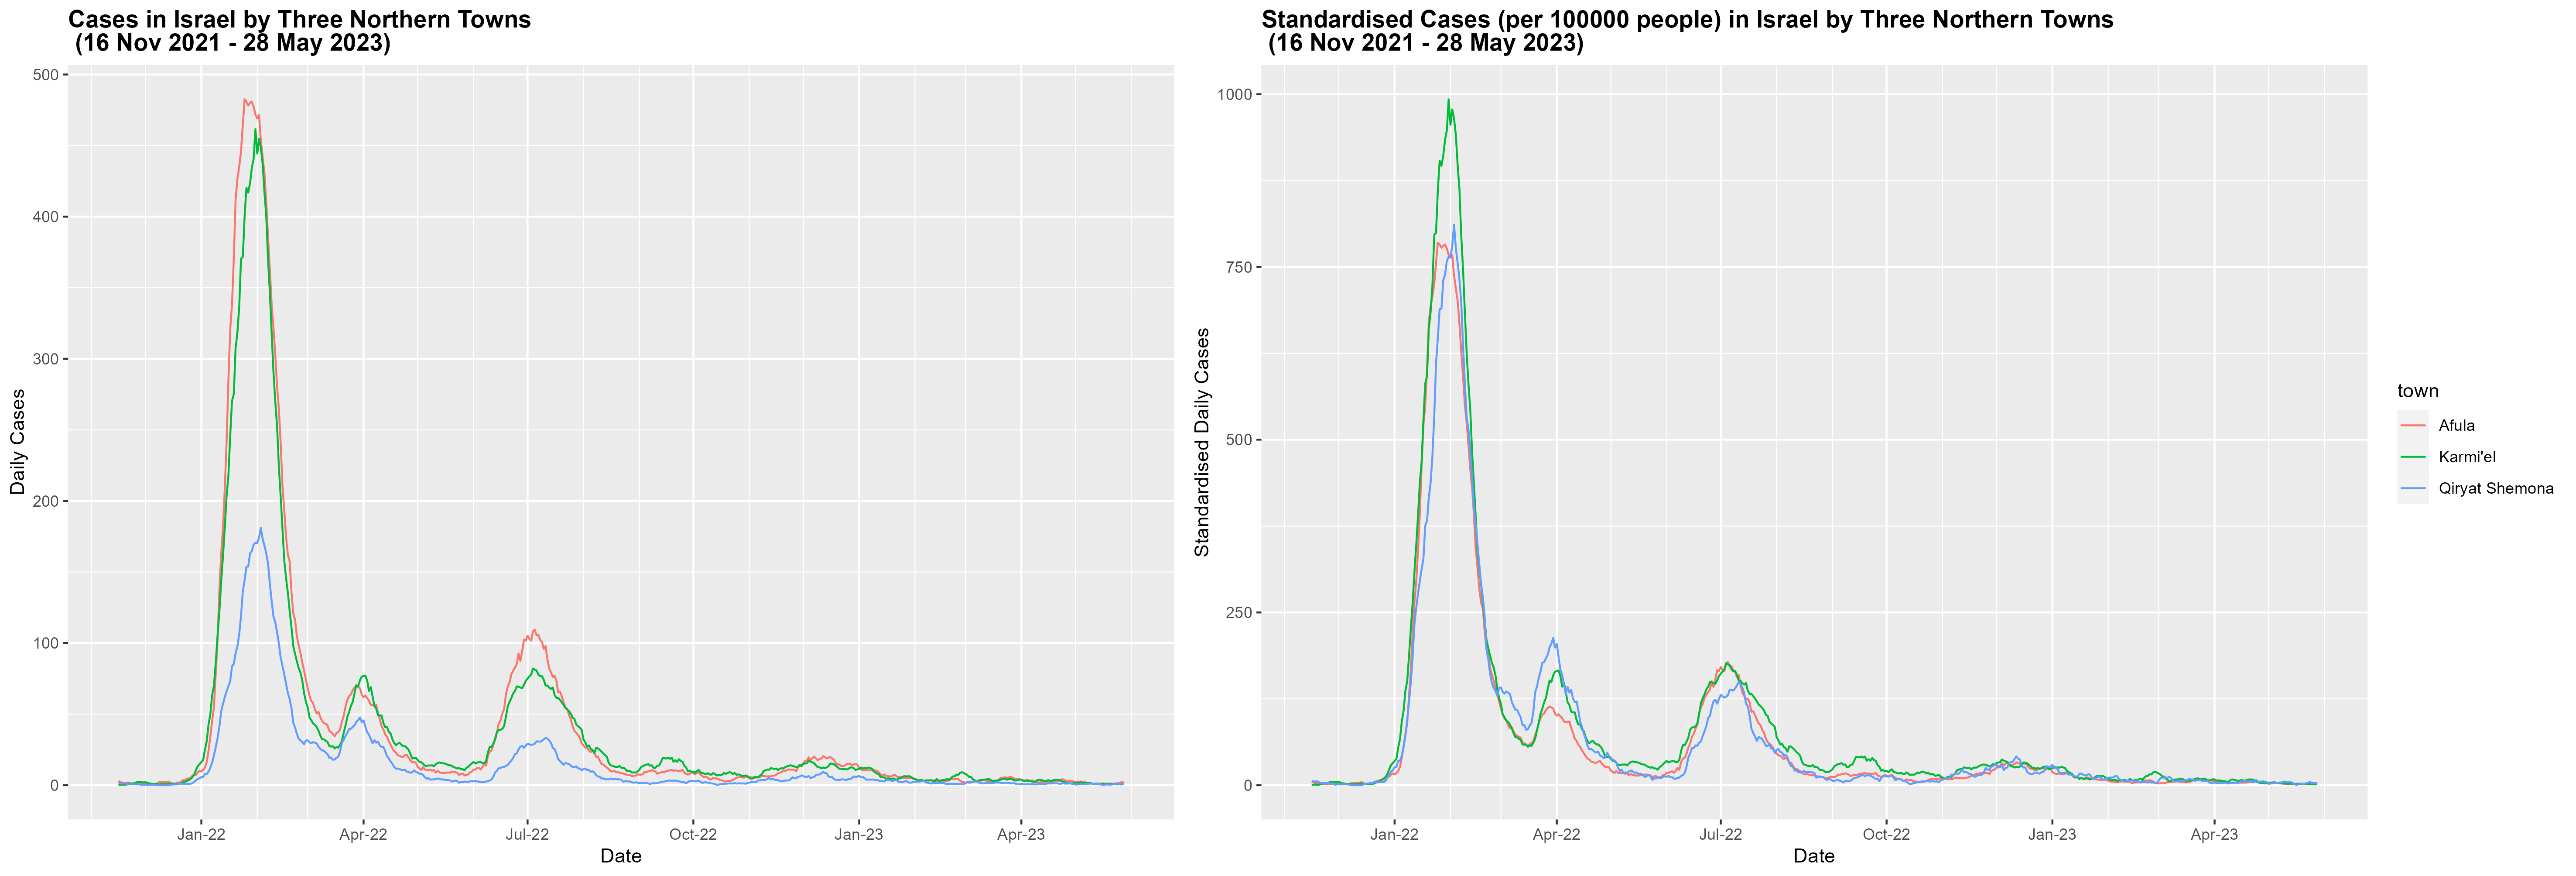 Cases in Israel by Three Northern Towns
(16 Nov 2021 - 28 May 2023)
500
400
300
200
100
0
Daily Cases
Jan-22
Apr-22
Jul-22
Oct-22
Jan-23
Apr-23
Date
Standardised Cases (per 100000 people) in Israel by Three Northern Towns
(16 Nov 2021 - 28 May 2023)
1000
750
500
250
0
Standardised Daily Cases
Jan-22
Apr-22
Jul-22
Oct-22
Jan-23
Apr-23
Date
town
Afula
Karmi'el
Qiryat Shemona